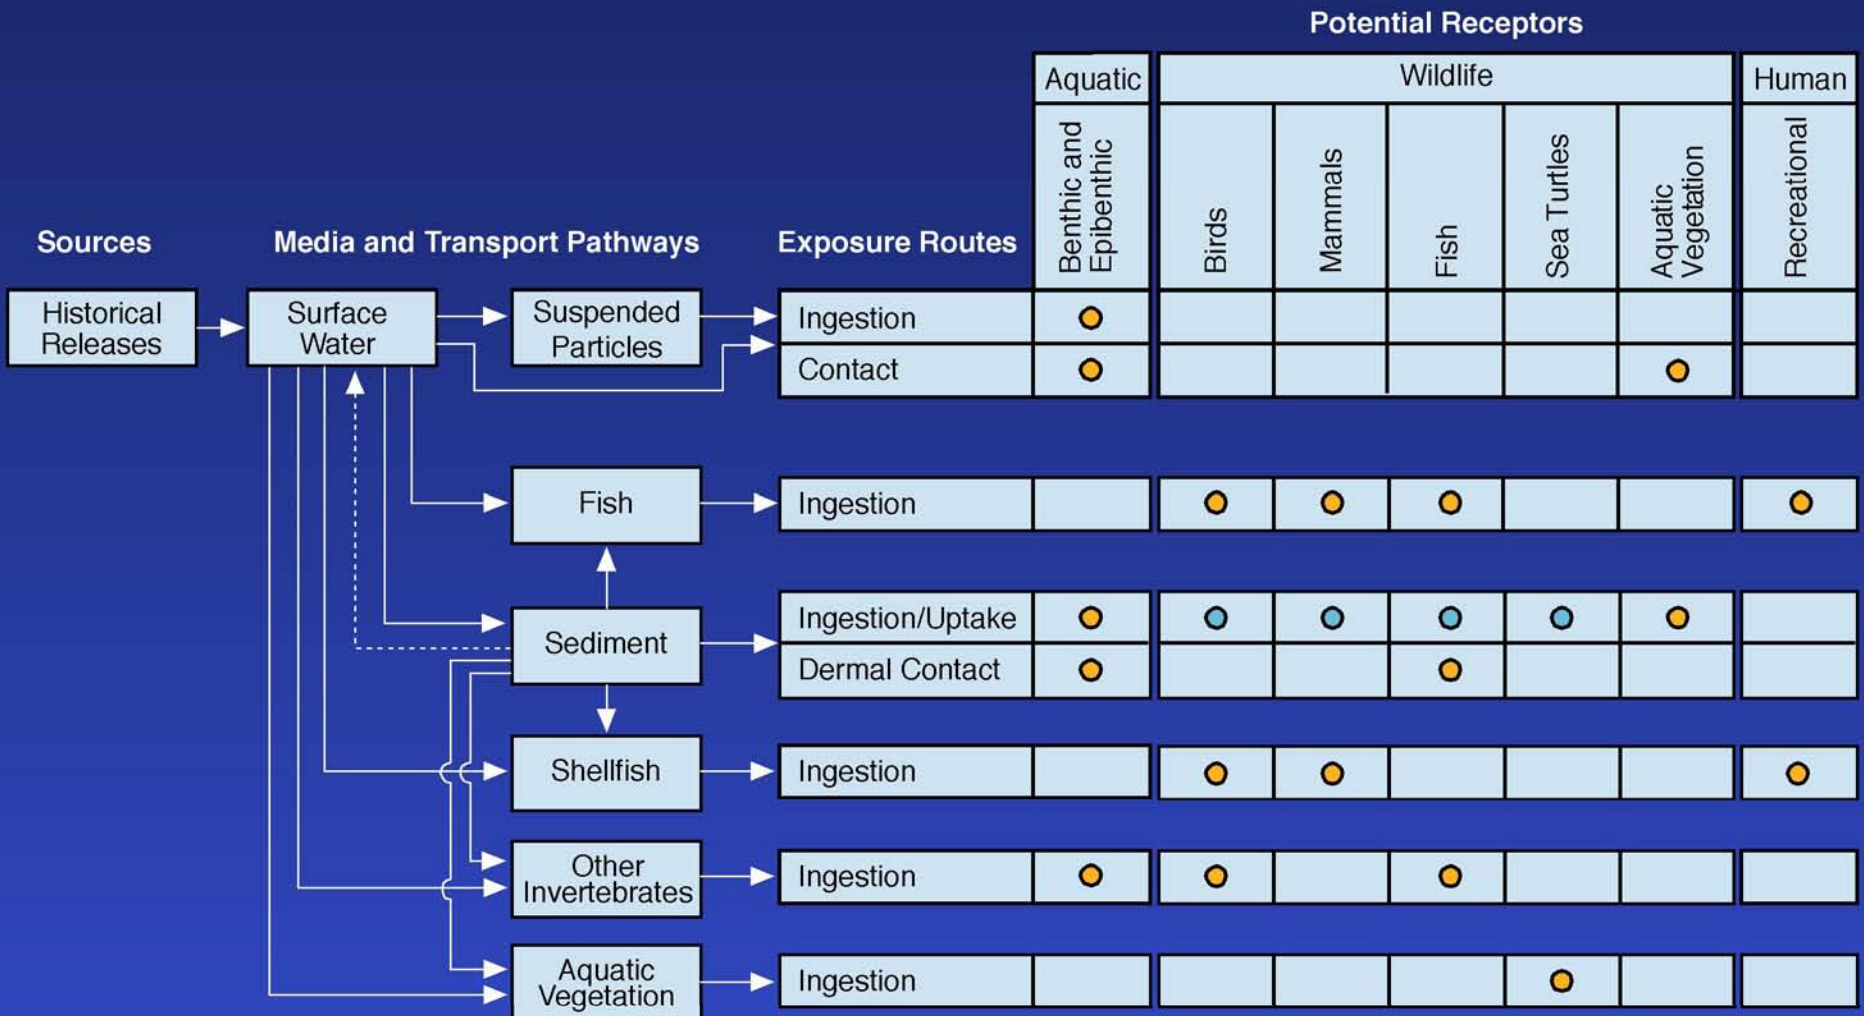 Potential Receptors
Aquatic
Wildlife
Human
Benthic and
Epibenthic
Birds
Mammals
Fish
Sea Turtles
Aquatic
Vegetation
Recreational
Sources
Media and Transport Pathways
Exposure Routes
Historical
Releases
Surface
Water
Suspended
Particles
Ingestion
Contact
Fish
Ingestion
Sediment
Ingestion/Uptake
Dermal Contact
Shellfish
Ingestion
Other
Invertebrates
Ingestion
Aquatic
Vegetation
Ingestion